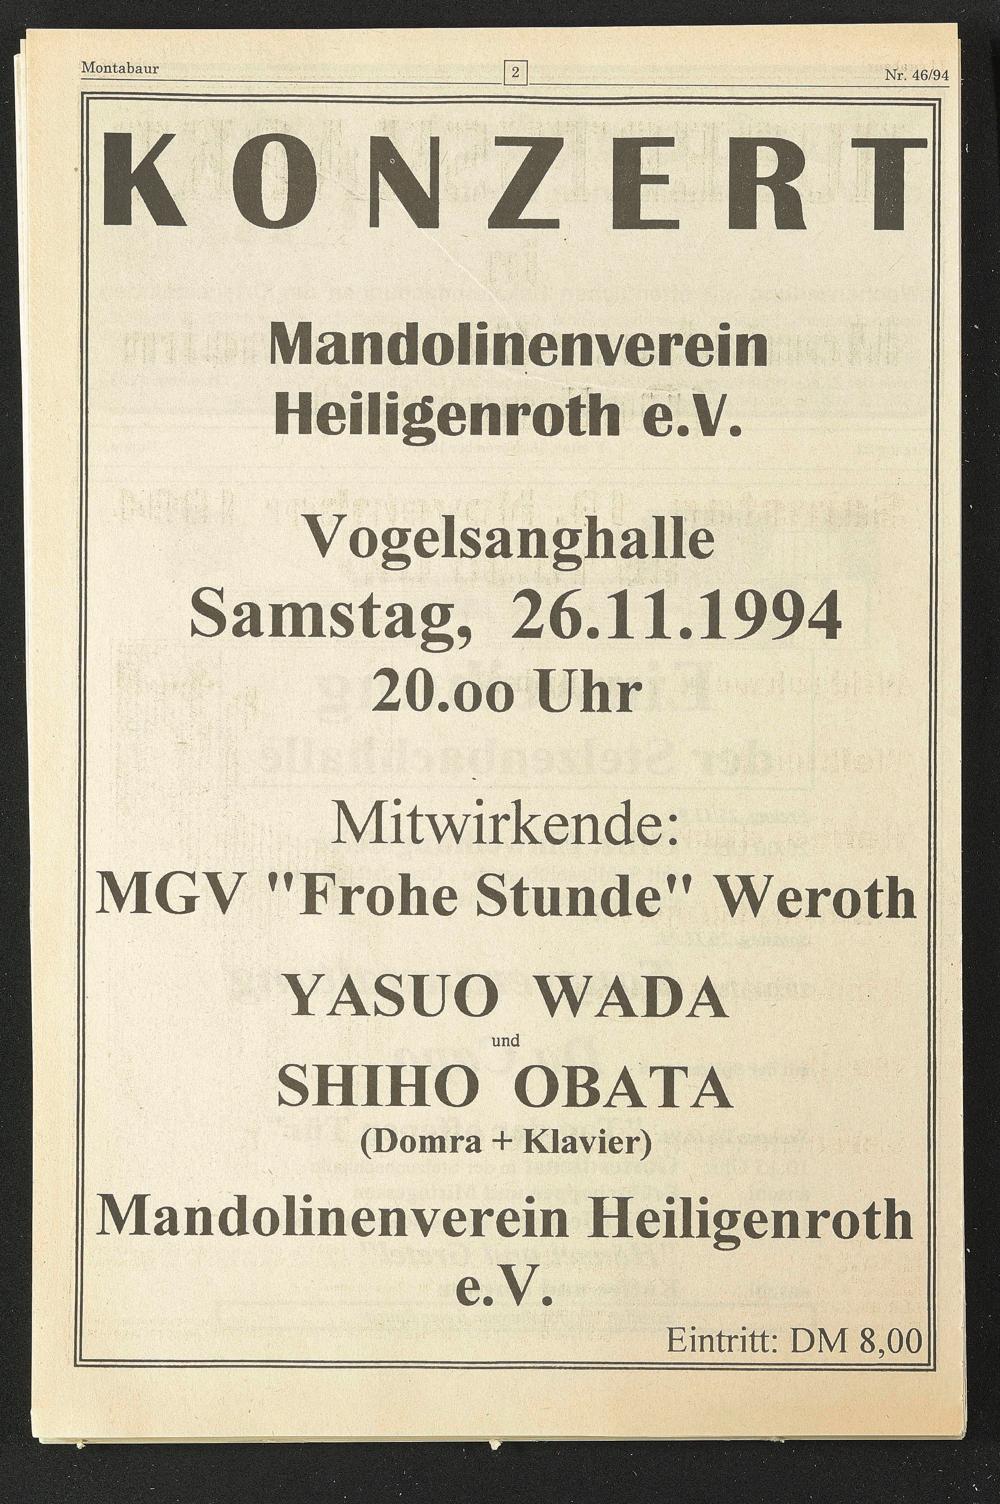 Montabaur
2
Nr. 46/94
KONZERT
Mandolinenverein
Heiligenroth e.V.
Vogelsanghalle
Samstag, 26.11.1994
20.oo Uhr
Mitwirkende:
MGV "Frohe Stunde" Weroth
YASUO WADA
und
SHIHO OBATA
(Domra + Klavier)
Mandolinenverein Heiligenroth
e.V.
Eintritt: DM 8,00